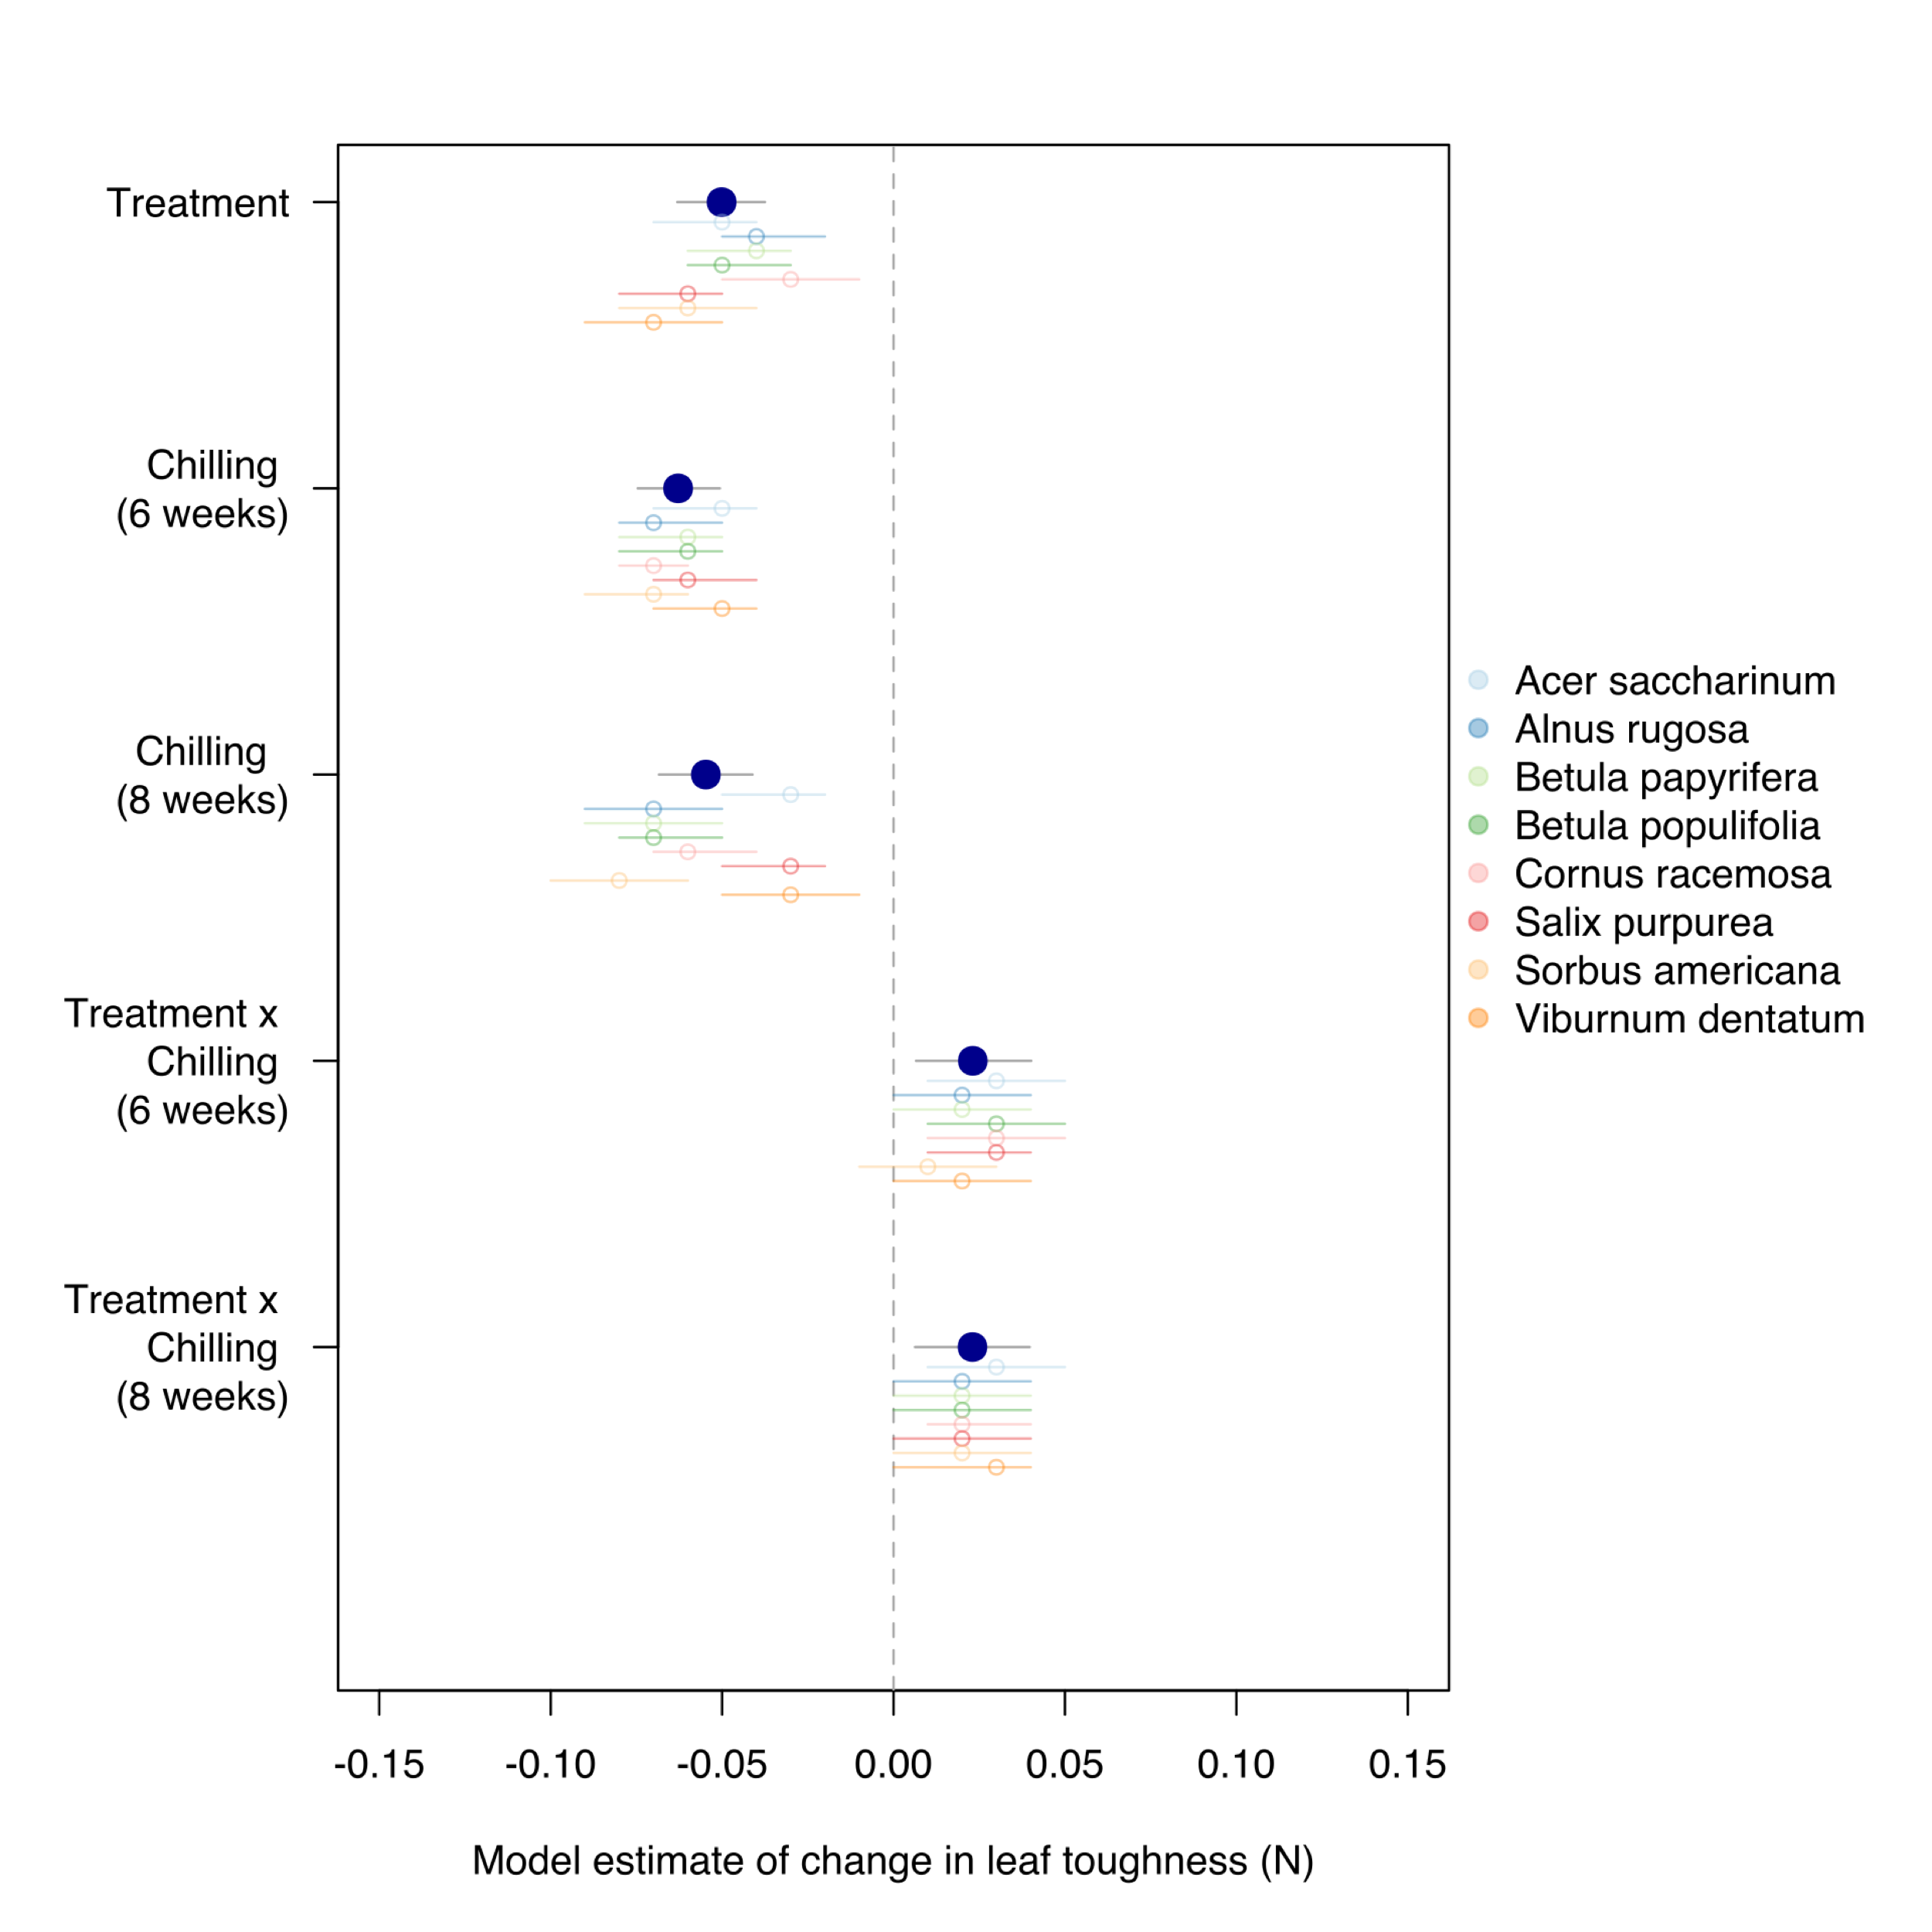 Treatment
Chilling
(6 weeks)
Chilling
(8 weeks)
Treatment x
Chilling
(6 weeks)
Treatment x
Chilling
(8 weeks)
Acer saccharinum
Alnus rugosa
Betula papyrifera
Betula populifolia
Cornus racemosa
Salix purpurea
Sorbus americana
Viburnum dentatum
-0.15 -0.10 -0.05 0.00 0.05 0.10 0.15
Model estimate of change in leaf toughness (N)